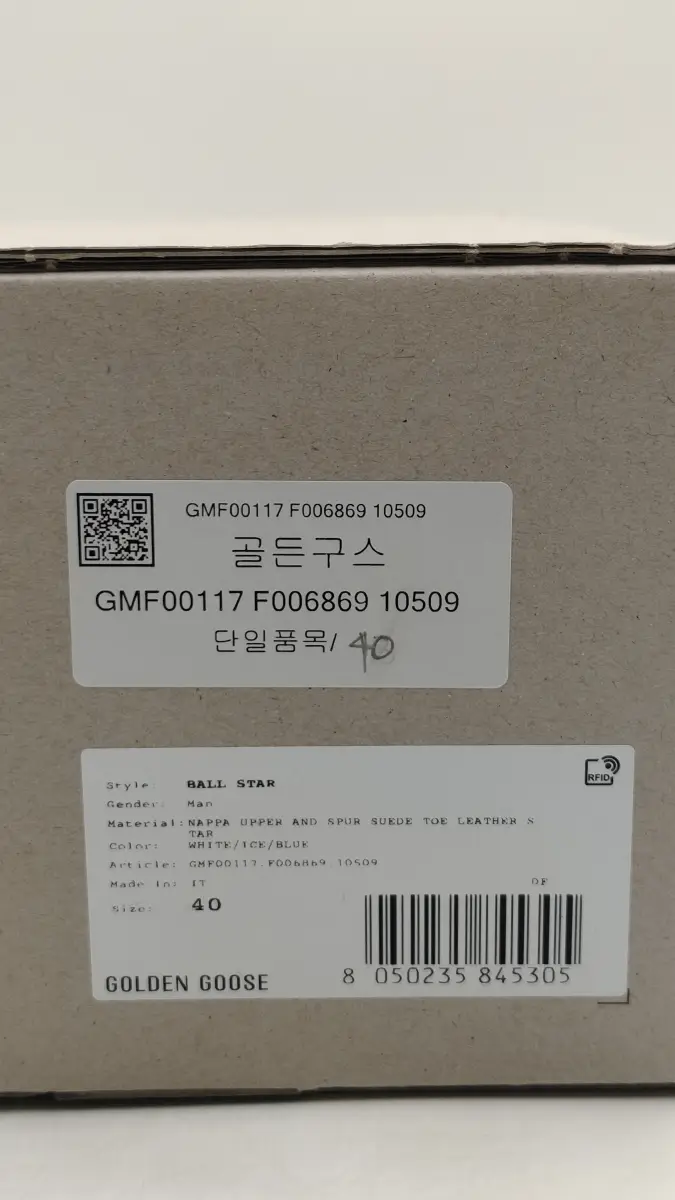 GMF00117 F006869 10509
골든구스
GMF00117 F006869 10509
단일품목/ 40
RFID
Style: BALL STAR
Gender: Man
Material: NAPPA UPPER AND SPUR SUEDE TOE LEATHER S
TAR
Color: WHITE/ICE/BLUE
Article: GMF00117.F006869.10509
Made In: IT
DF
Size: 40
GOLDEN GOOSE
8 050235 845305